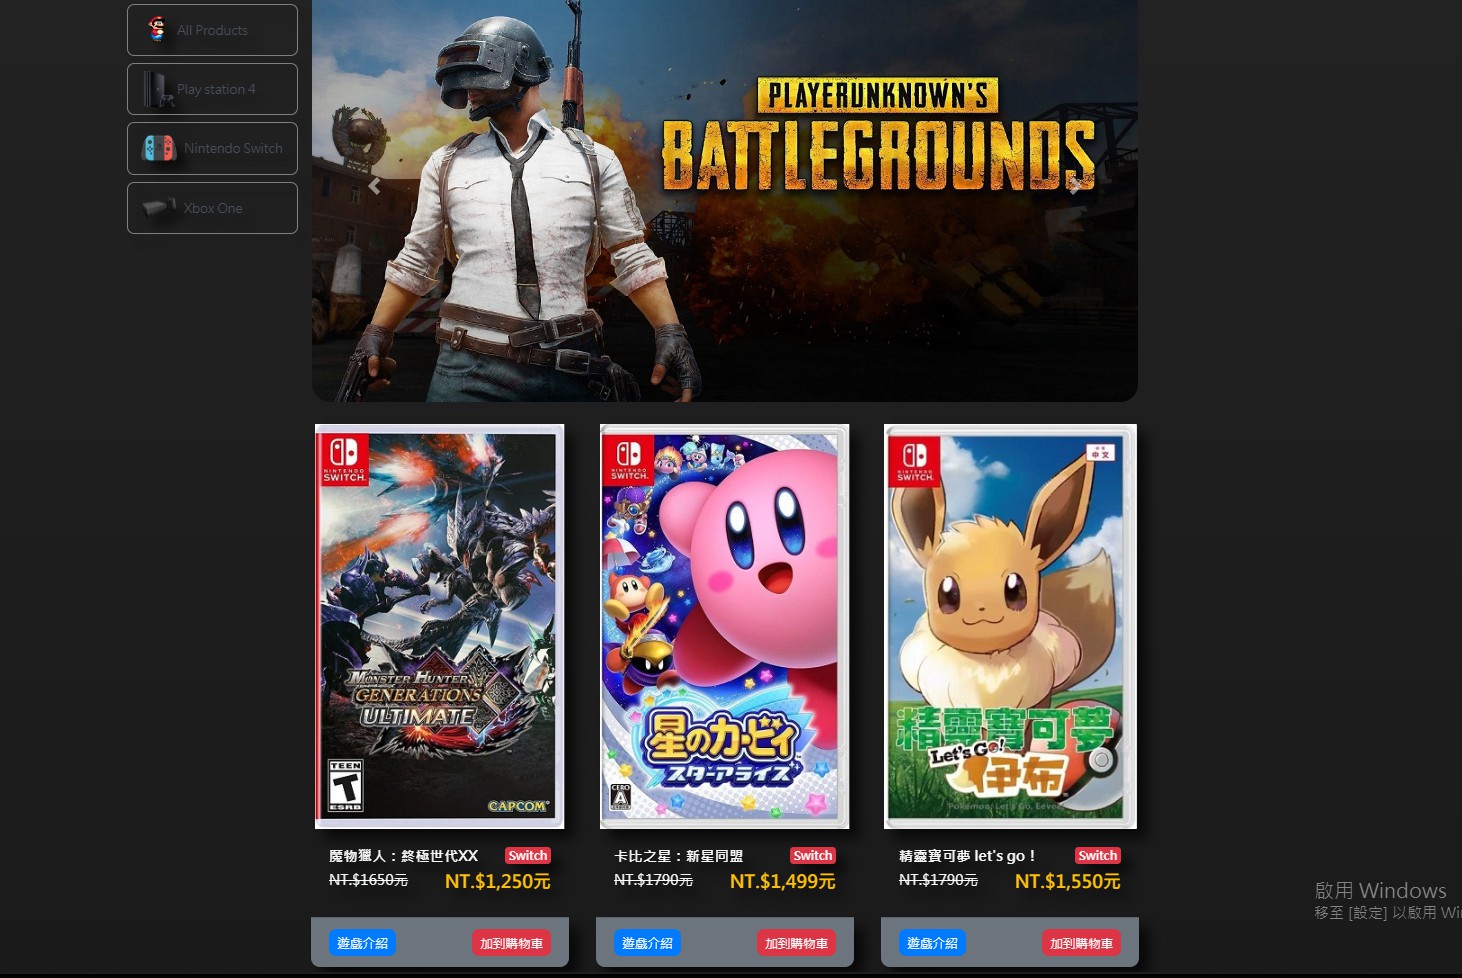 All Products
Play station 4
Nintendo Switch
Xbox One
PLAYERUNKNOWN'S
BATTLEGROUNDS
NINTENDO
SWITCH.
MONSTER HUNTER
GENERATIONS
ULTIMATE
TEEN
T
ESRB
CAPCOM
NINTENDO
SWITCH.
星のカービィ
スターアライズ
CERO
A
NINTENDO
SWITCH.
中文
精靈寶可夢
Let's Go!
伊布
Pokémon: Let's Go, Eevee!
魔物獵人：終極世代XX
Switch
NT.$1650元
NT.$1,250元
卡比之星：新星同盟
Switch
NT.$1790元
NT.$1,499元
精靈寶可夢 let's go！
Switch
NT.$1790元
NT.$1,550元
遊戲介紹
加到購物車
遊戲介紹
加到購物車
遊戲介紹
加到購物車
啟用 Windows
移至 [設定] 以啟用 Wi